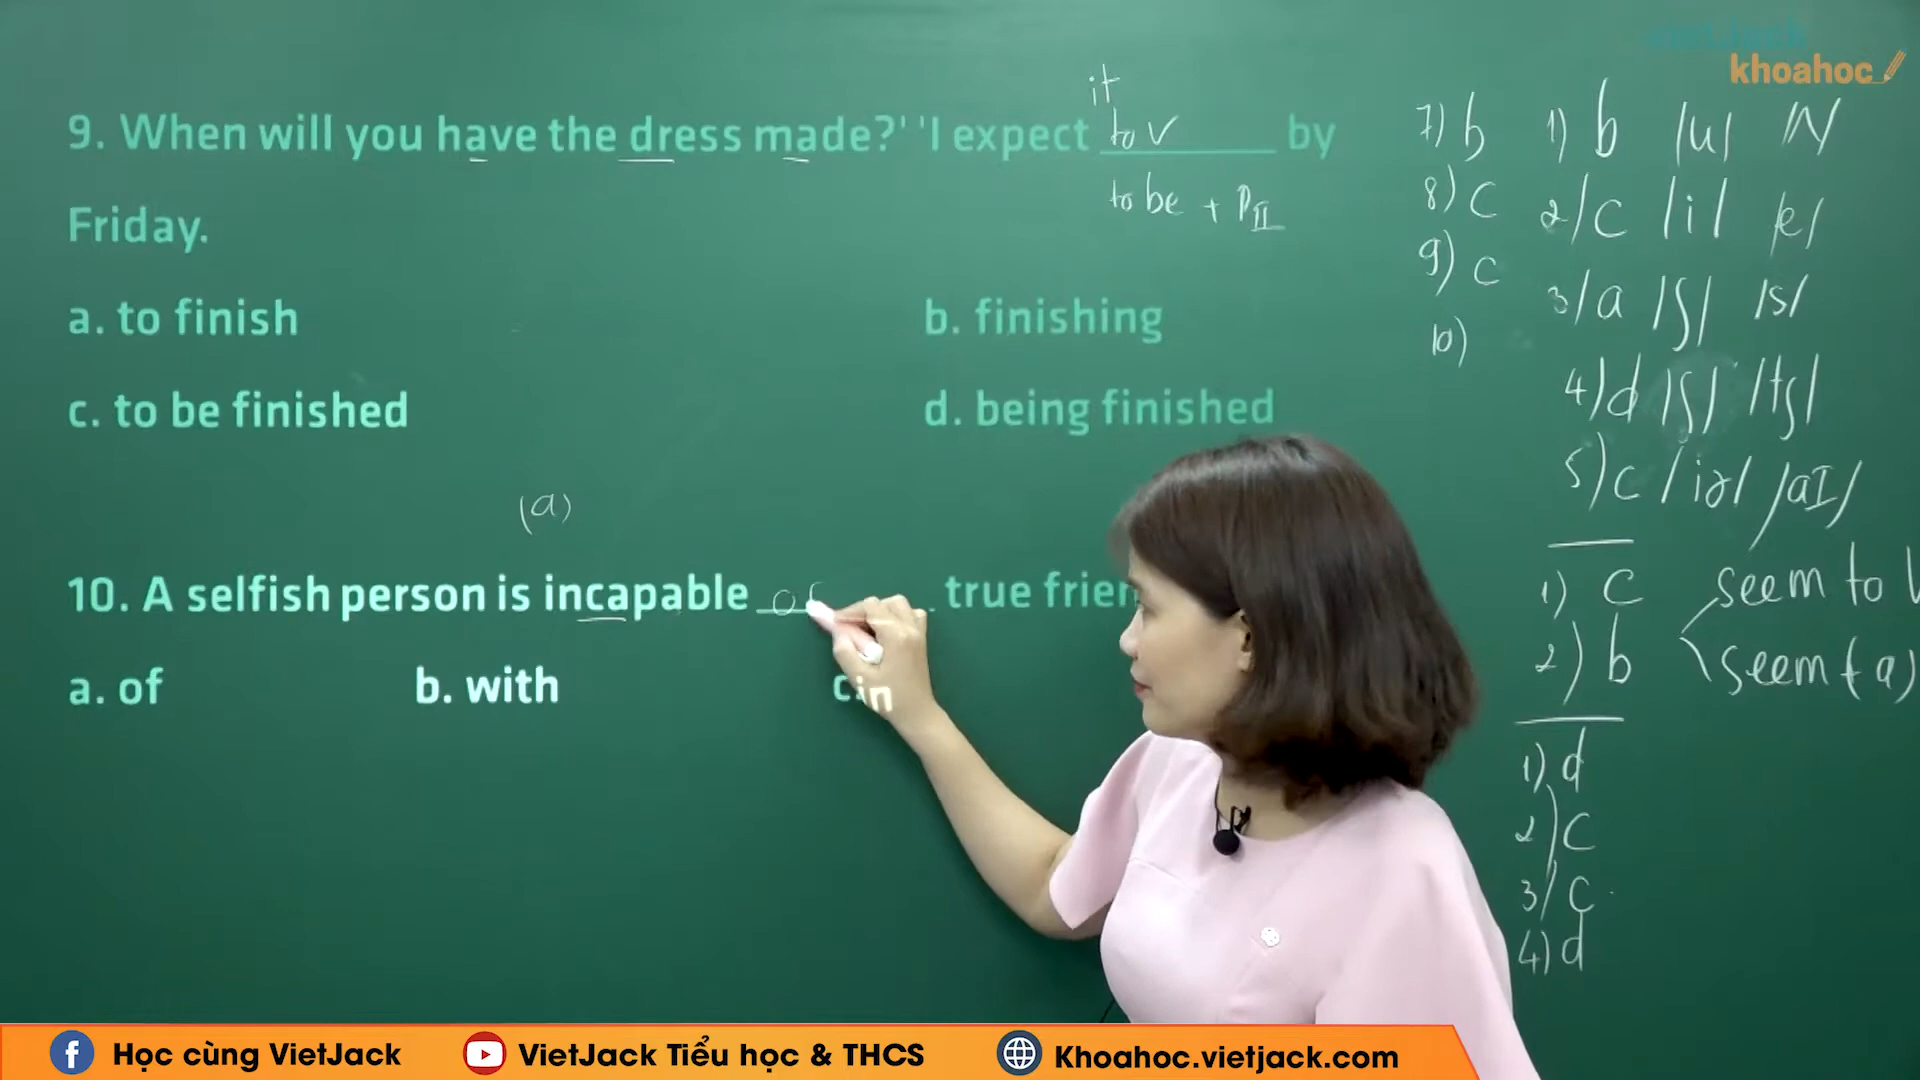 vietjack
khoahoc
it
9. When will you have the dress made?' 'I expect to V by
to be + PII
Friday.
a. to finish b. finishing
c. to be finished d. being finished
(a)
10. A selfish person is incapable of true frien
a. of b. with c. in
7) b
8) c
9) c
10)
1) b /u/ /ʌ/
2) c /i/ /e/
3) a /ʃ/ /s/
4) d /ʃ/ /tʃ/
5) c /iə/ /aI/
1) c seem to V
2) b seem (a)
1) d
2) c
3) c
4) d
Học cùng VietJack VietJack Tiểu học & THCS Khoahoc.vietjack.com